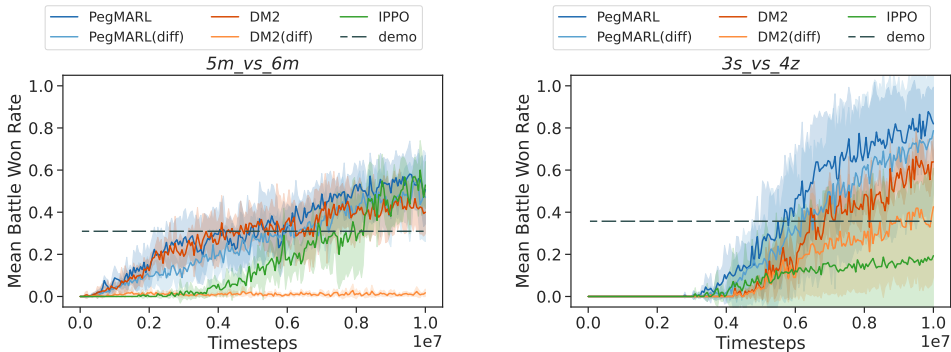 PegMARL DM2 IPPO
PegMARL(diff) DM2(diff) demo
5m_vs_6m
Mean Battle Won Rate
1.0
0.8
0.6
0.4
0.2
0.0
0.0 0.2 0.4 0.6 0.8 1.0
Timesteps 1e7
PegMARL DM2 IPPO
PegMARL(diff) DM2(diff) demo
3s_vs_4z
Mean Battle Won Rate
1.0
0.8
0.6
0.4
0.2
0.0
0.0 0.2 0.4 0.6 0.8 1.0
Timesteps 1e7